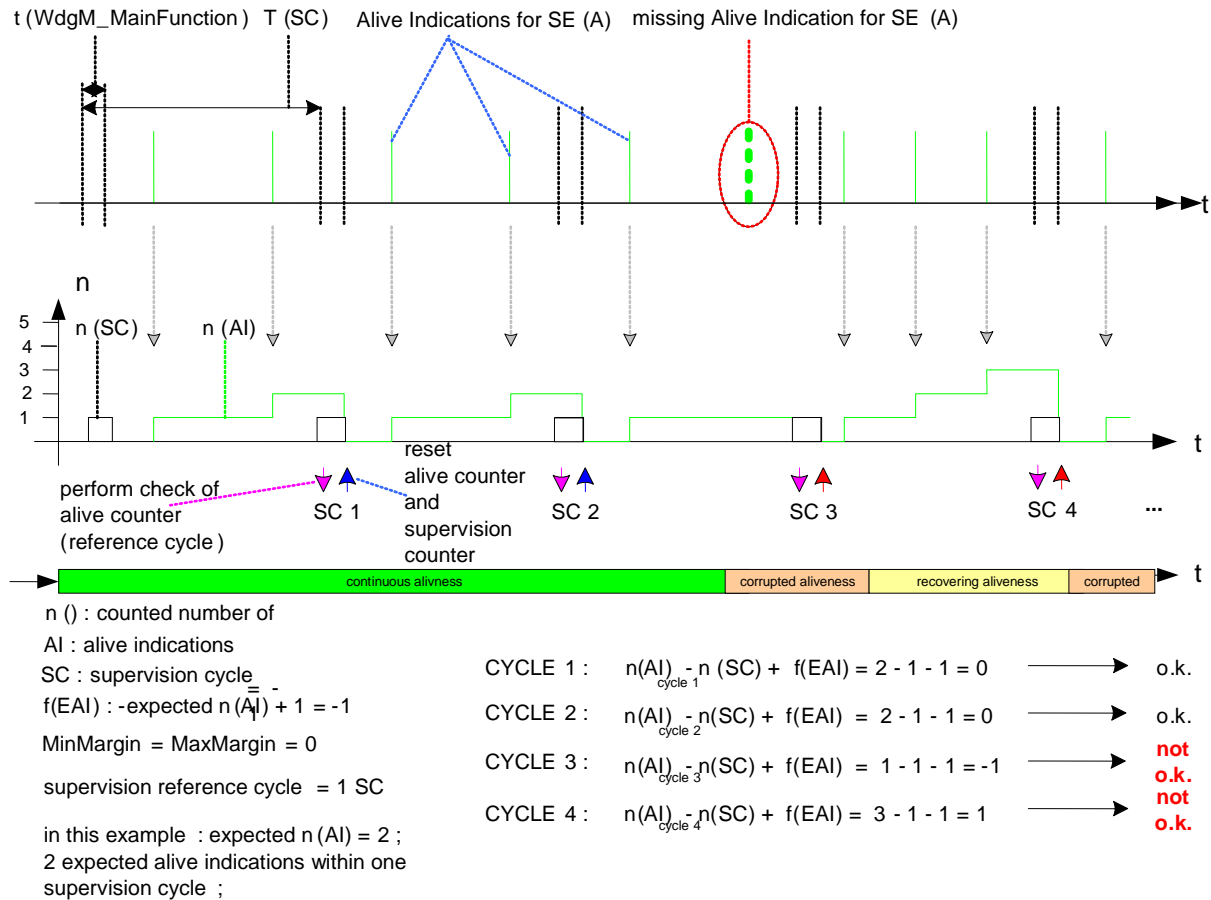 t (WdgM_MainFunction) T (SC) Alive Indications for SE (A) missing Alive Indication for SE (A)
t
n
5
4
3
2
1
n (SC) n (AI)
t
perform check of
alive counter
(reference cycle)
SC 1
reset
alive counter
and
supervision
counter
SC 2
SC 3
SC 4
...
continuous alivness corrupted aliveness recovering aliveness corrupted
t
n () : counted number of
AI : alive indications
SC : supervision cycle
= -
1
f(EAI) : -expected n (AI) + 1 = -1
MinMargin = MaxMargin = 0
supervision reference cycle = 1 SC
in this example : expected n (AI) = 2 ;
2 expected alive indications within one
supervision cycle ;
CYCLE 1 : n(AI) cycle 1 - n (SC) + f(EAI) = 2 - 1 - 1 = 0 o.k.
CYCLE 2 : n(AI) cycle 2 - n(SC) + f(EAI) = 2 - 1 - 1 = 0 o.k.
CYCLE 3 : n(AI) cycle 3 - n(SC) + f(EAI) = 1 - 1 - 1 = -1 not o.k.
CYCLE 4 : n(AI) cycle 4 - n(SC) + f(EAI) = 3 - 1 - 1 = 1 not o.k.